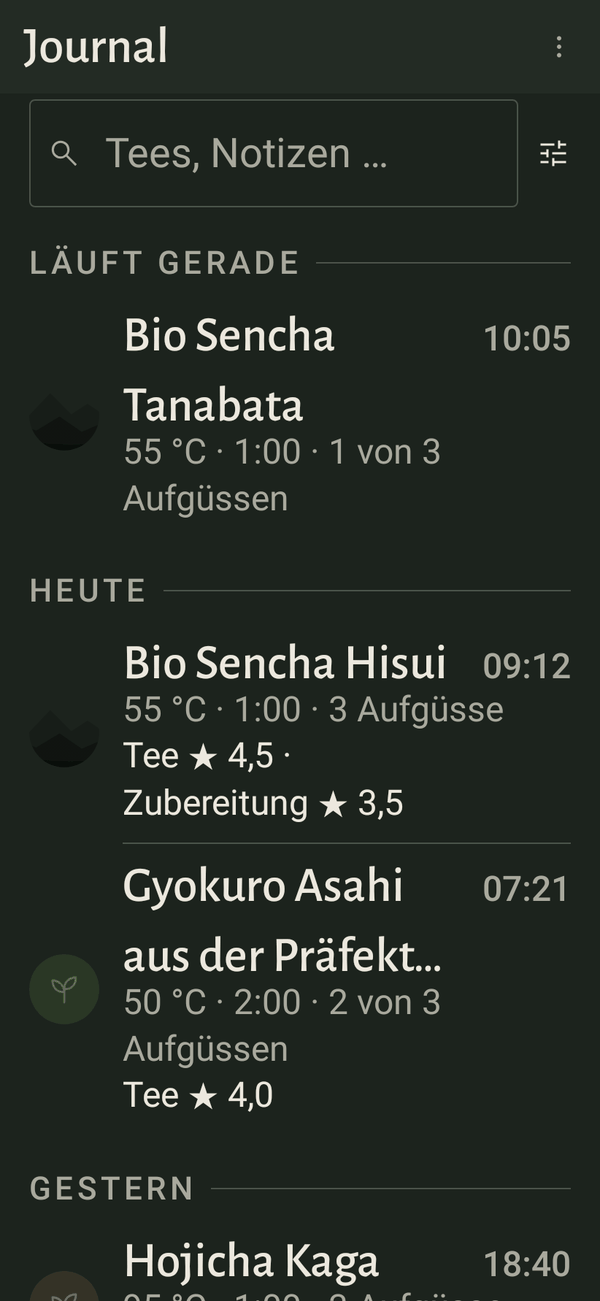 Journal
Tees, Notizen …
LÄUFT GERADE
Bio Sencha 10:05
Tanabata
55 °C · 1:00 · 1 von 3
Aufgüssen
HEUTE
Bio Sencha Hisui 09:12
55 °C · 1:00 · 3 Aufgüsse
Tee ★ 4,5 ·
Zubereitung ★ 3,5
Gyokuro Asahi 07:21
aus der Präfekt…
50 °C · 2:00 · 2 von 3
Aufgüssen
Tee ★ 4,0
GESTERN
Hojicha Kaga 18:40